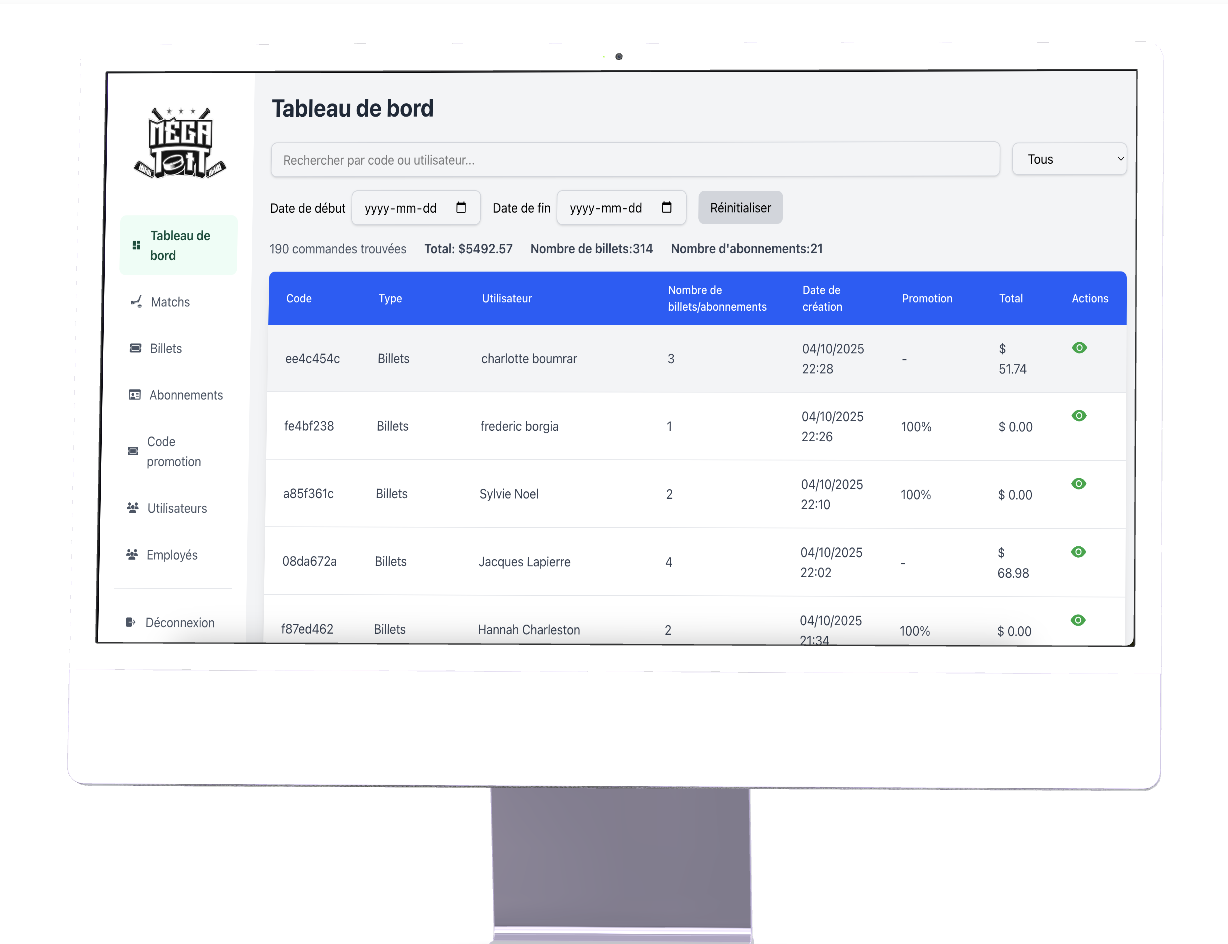 MEGA
TOIT
Tableau de bord
Rechercher par code ou utilisateur...
Tous
Date de début
yyyy-mm-dd
Date de fin
yyyy-mm-dd
Réinitialiser
190 commandes trouvées Total: $5492.57 Nombre de billets:314 Nombre d'abonnements:21
Tableau de
bord
Matchs
Billets
Abonnements
Code
promotion
Utilisateurs
Employés
Déconnexion
Code Type Utilisateur Nombre de billets/abonnements Date de création Promotion Total Actions
ee4c454c Billets charlotte boumrar 3 04/10/2025 22:28 - $ 51.74
fe4bf238 Billets frederic borgia 1 04/10/2025 22:26 100% $ 0.00
a85f361c Billets Sylvie Noel 2 04/10/2025 22:10 100% $ 0.00
08da672a Billets Jacques Lapierre 4 04/10/2025 22:02 - $ 68.98
f87ed462 Billets Hannah Charleston 2 04/10/2025 21:34 100% $ 0.00